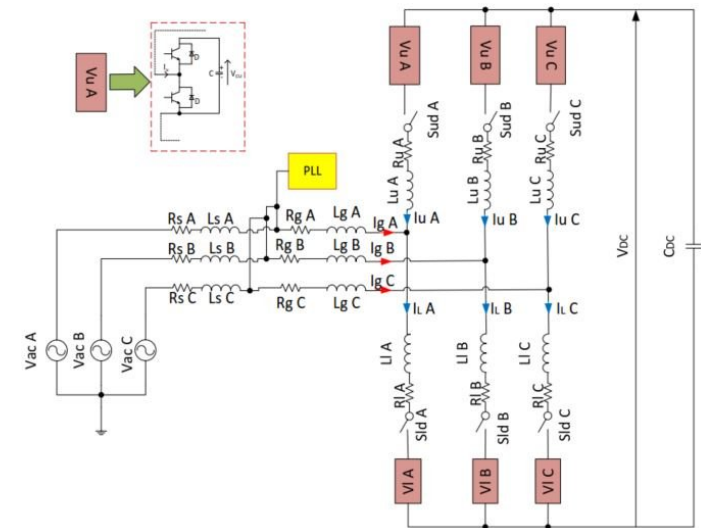 Vu A
Vu B
Vu C
Vu A
D
C
D
Sud A
Sud B
Sud C
Ru A
Ru B
Ru C
Lu A
Lu B
Lu C
PLL
Rs A
Ls A
Rg A
Lg A
Ig A
Iu A
Iu B
Iu C
Rs B
Ls B
Rg B
Lg B
Ig B
Rs C
Ls C
Rg C
Lg C
Ig C
VDC
CDC
IL A
IL B
IL C
Vac A
Vac B
Vac C
Ll A
Ll B
Ll C
Rl A
Rl B
Rl C
Sld A
Sld B
Sld C
Vl A
Vl B
Vl C